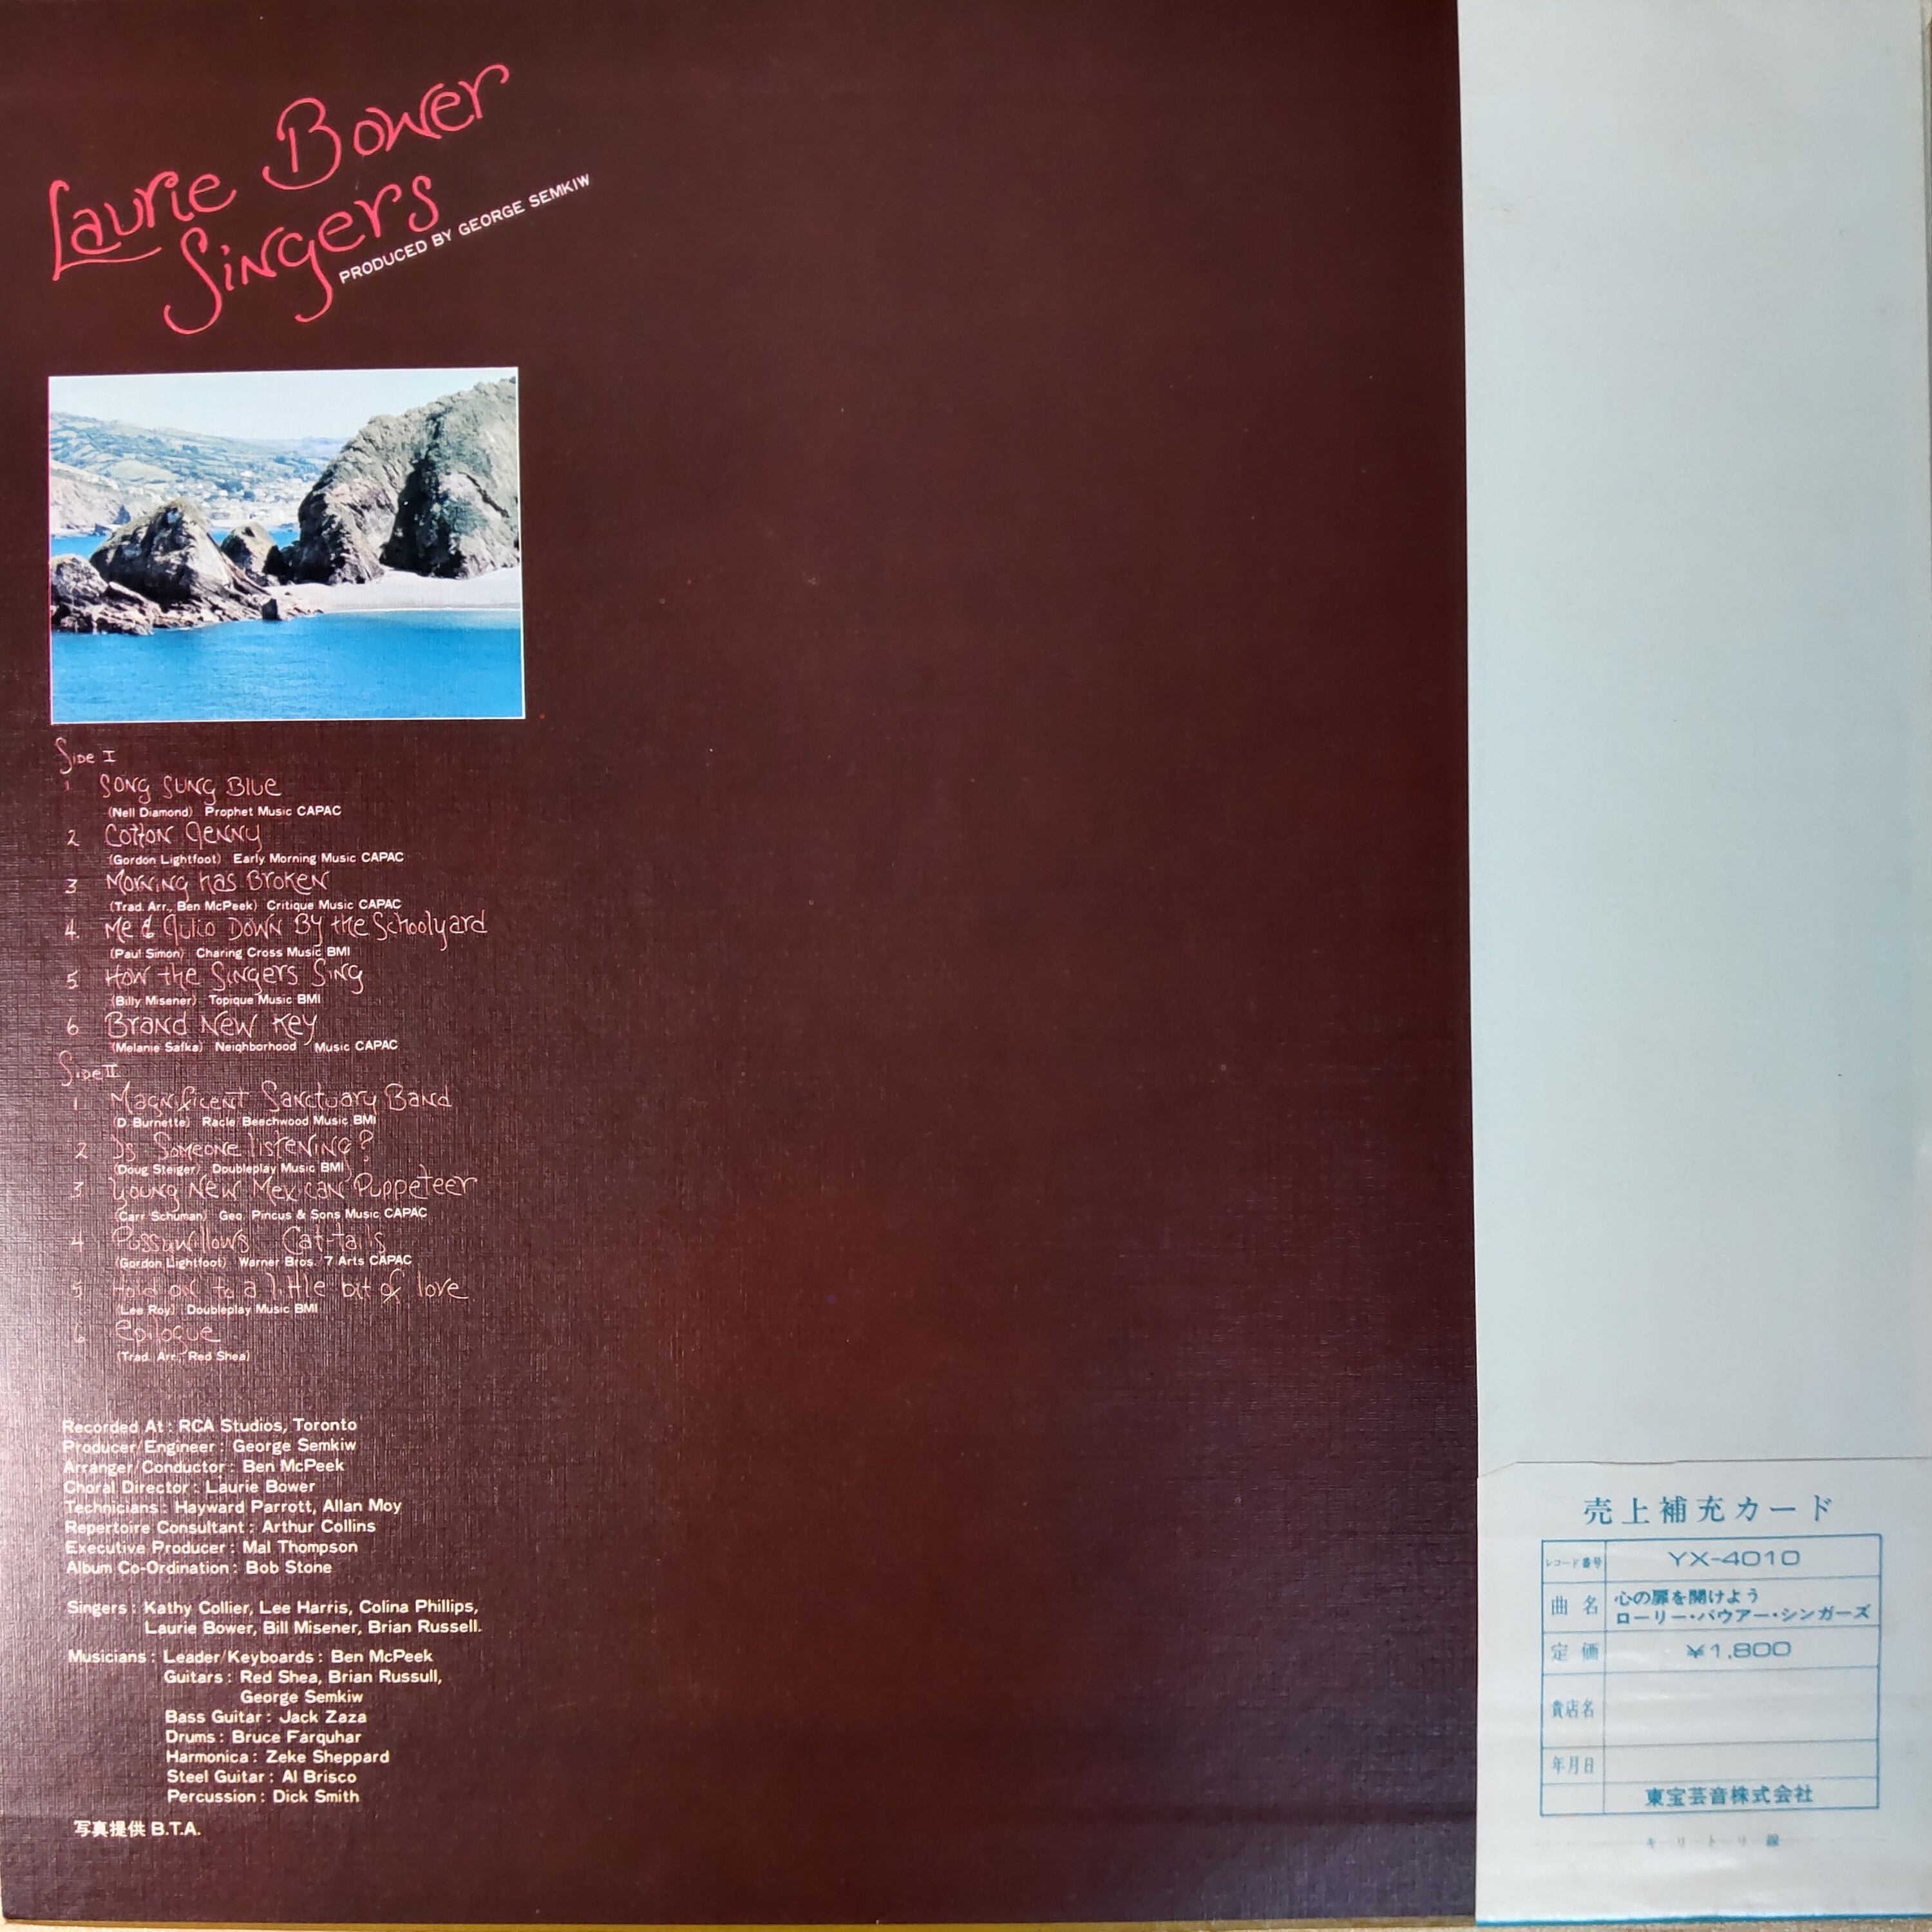 Laurie Bower
Singers
PRODUCED BY GEORGE SEMKIW
Side I
1 Song Sung Blue
(Nell Diamond) Prophet Music CAPAC
2 Cotton Jenny
(Gordon Lightfoot) Early Morning Music CAPAC
3 Morning has Broken
(Trad. Arr., Ben McPeek) Critique Music CAPAC
4. Me & Julio Down By the Schoolyard
(Paul Simon) Charing Cross Music BMI
5 How the Singers Sing
(Billy Misener) Topique Music BMI
6 Brand New Key
(Melanie Safka) Neighborhood Music CAPAC
Side II
1 Magnificent Sanctuary Band
(D. Burnette) Racle Beechwood Music BMI
2 Is Someone listening?
(Doug Steiger) Doubleplay Music BMI
3 Young New Mexican Puppeteer
(Carr Schuman) Geo. Pincus & Sons Music CAPAC
4 Pussywillows, Cat-tails
(Gordon Lightfoot) Warner Bros. 7 Arts CAPAC
5 Hold on to a little bit of love
(Lee Roy) Doubleplay Music BMI
6 Epilogue
(Trad. Arr., Red Shea)
Recorded At : RCA Studios, Toronto
Producer/Engineer : George Semkiw
Arranger/Conductor : Ben McPeek
Choral Director : Laurie Bower
Technicians : Hayward Parrott, Allan Moy
Repertoire Consultant : Arthur Collins
Executive Producer : Mal Thompson
Album Co-Ordination : Bob Stone
Singers : Kathy Collier, Lee Harris, Colina Phillips,
Laurie Bower, Bill Misener, Brian Russell.
Musicians : Leader/Keyboards : Ben McPeek
Guitars : Red Shea, Brian Russull,
George Semkiw
Bass Guitar : Jack Zaza
Drums : Bruce Farquhar
Harmonica : Zeke Sheppard
Steel Guitar : Al Brisco
Percussion : Dick Smith
写真提供 B.T.A.
売上補充カード
レコード番号 YX-4010
曲名 心の扉を開けよう
ローリー・バウアー・シンガーズ
定価 ¥1,800
貴店名
年月日
東宝芸音株式会社
キリトリ線